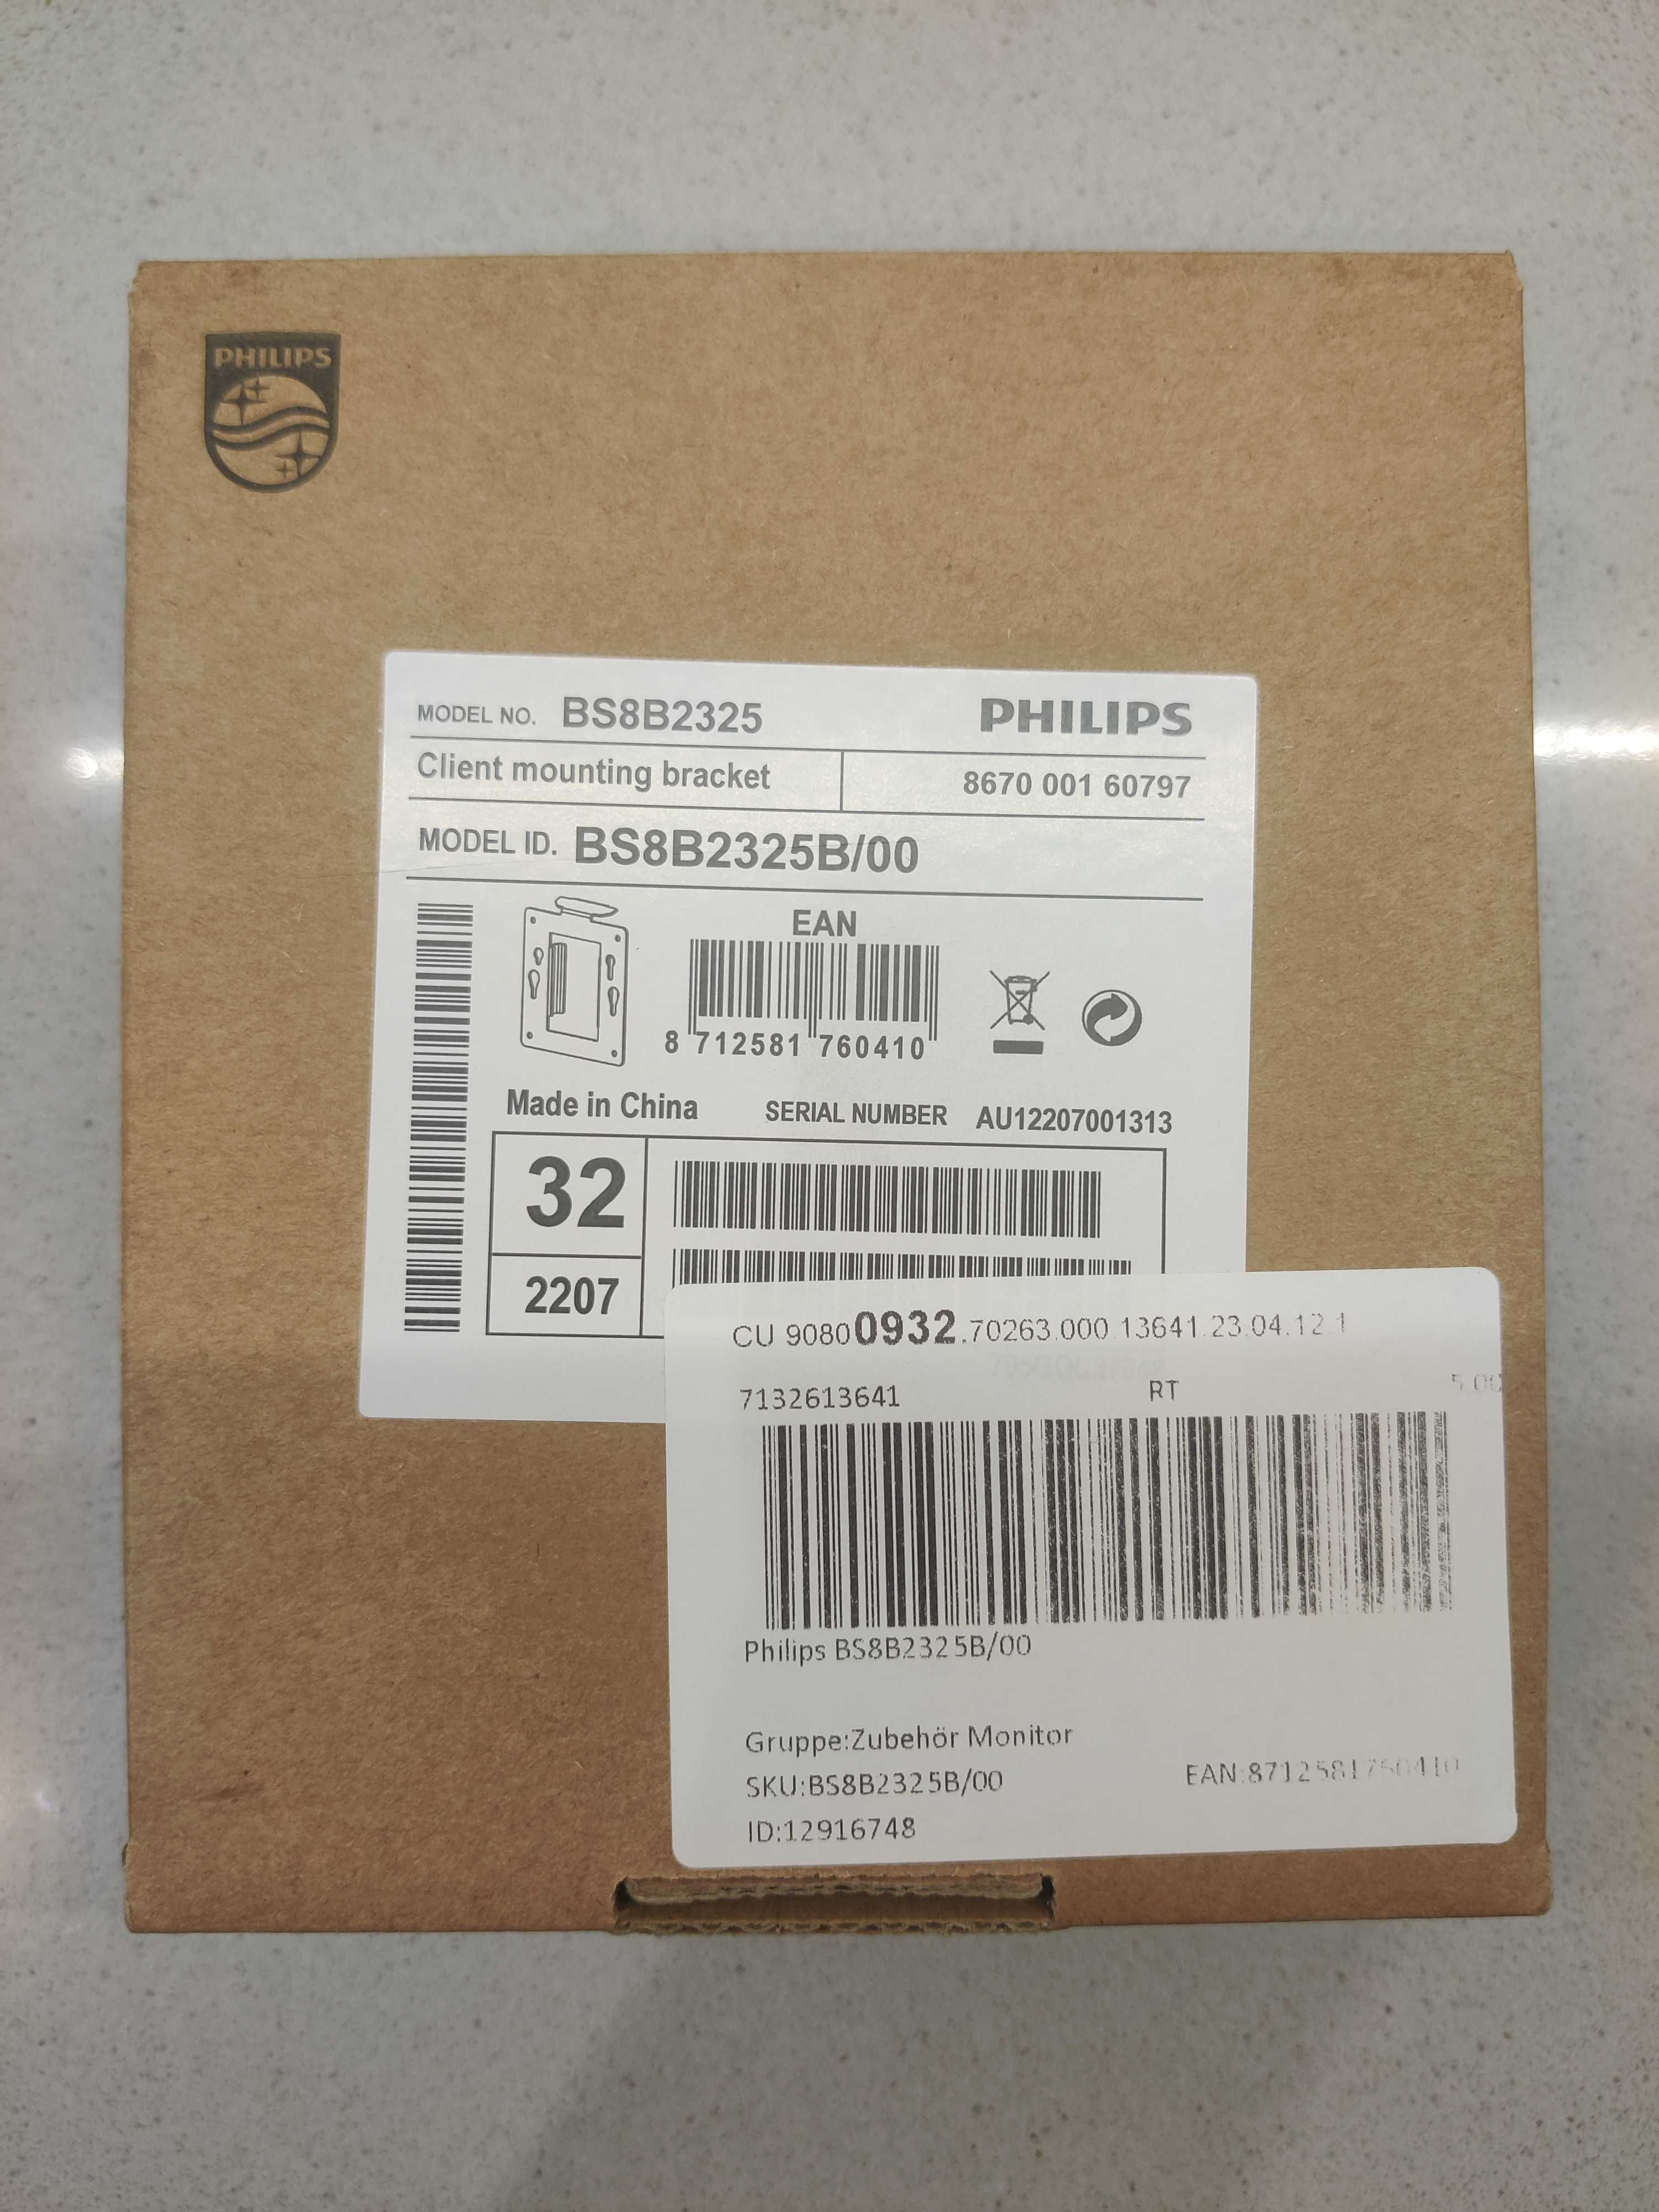 PHILIPS
MODEL NO. BS8B2325 PHILIPS
Client mounting bracket 8670 001 60797
MODEL ID. BS8B2325B/00
EAN
8 712581 760410
Made in China SERIAL NUMBER AU12207001313
32
2207
CU 90800932.70263.000 13641.23.04.12.1
7132613641 RT 5.00
Philips BS8B2325B/00
Gruppe:Zubehör Monitor
SKU:BS8B2325B/00 EAN:8712581760410
ID:12916748